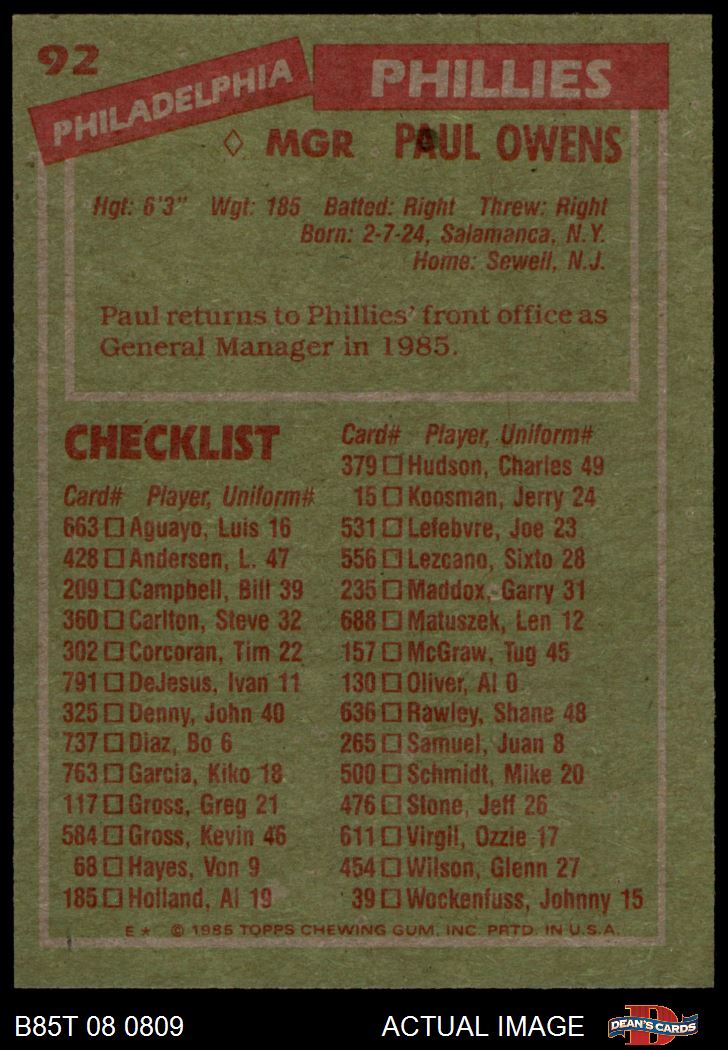 92
PHILADELPHIA PHILLIES
◊ MGR PAUL OWENS
Hgt: 6'3" Wgt: 185 Batted: Right Threw: Right
Born: 2-7-24, Salamanca, N.Y.
Home: Sewell, N.J.
Paul returns to Phillies' front office as
General Manager in 1985.
CHECKLIST
Card# Player, Uniform#
663 □ Aguayo, Luis 16
428 □ Andersen, L. 47
209 □ Campbell, Bill 39
360 □ Carlton, Steve 32
302 □ Corcoran, Tim 22
791 □ DeJesus, Ivan 11
325 □ Denny, John 40
737 □ Diaz, Bo 6
763 □ Garcia, Kiko 18
117 □ Gross, Greg 21
584 □ Gross, Kevin 46
68 □ Hayes, Von 9
185 □ Holland, Al 19
Card# Player, Uniform#
379 □ Hudson, Charles 49
15 □ Koosman, Jerry 24
531 □ Lefebvre, Joe 23
556 □ Lezcano, Sixto 28
235 □ Maddox, Garry 31
688 □ Matuszek, Len 12
157 □ McGraw, Tug 45
130 □ Oliver, Al 0
636 □ Rawley, Shane 48
265 □ Samuel, Juan 8
500 □ Schmidt, Mike 20
476 □ Stone, Jeff 26
611 □ Virgil, Ozzie 17
454 □ Wilson, Glenn 27
39 □ Wockenfuss, Johnny 15
E * © 1985 TOPPS CHEWING GUM, INC. PRTD. IN U.S.A.
B85T 08 0809 ACTUAL IMAGE
D
DEAN'S CARDS